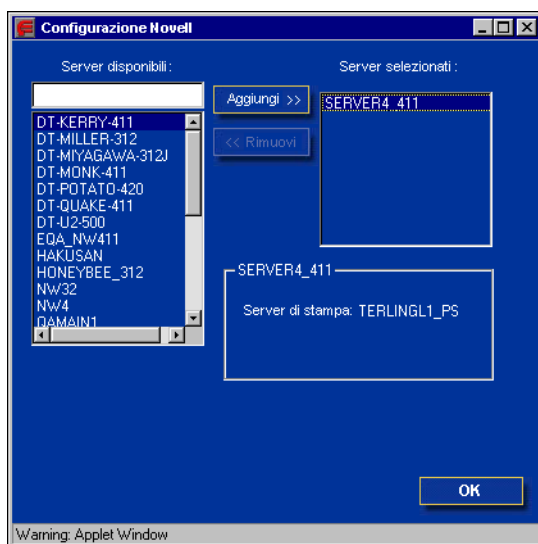 Configurazione Novell
Server disponibili :
Server selezionati :
Aggiungi >>
<< Rimuovi
SERVER4_411
DT-KERRY-411
DT-MILLER-312
DT-MIYAGAWA-312J
DT-MONK-411
DT-POTATO-420
DT-QUAKE-411
DT-U2-500
EQA_NW411
HAKUSAN
HONEYBEE_312
NW32
NW4
QAMAIN1
SERVER4_411
Server di stampa: TERLINGL1_PS
OK
Warning: Applet Window